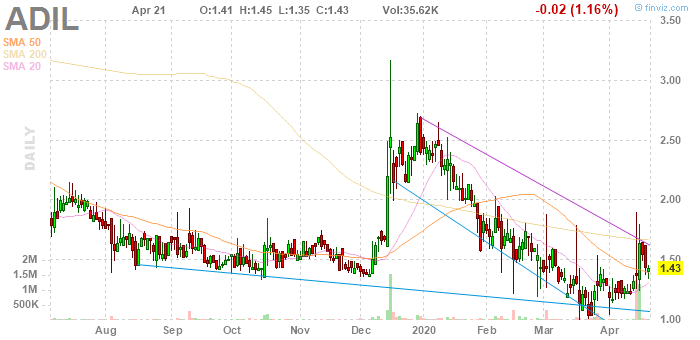 ADIL
Apr 21 O:1.41 H:1.45 L:1.35 C:1.43 Vol:35.62K -0.02 (1.16%)
© finviz.com
SMA 50
SMA 200
SMA 20
DAILY
3.50
3.00
2.50
2.00
1.50
1.43
1.00
2M
1.5M
1M
500K
Aug Sep Oct Nov Dec 2020 Feb Mar Apr